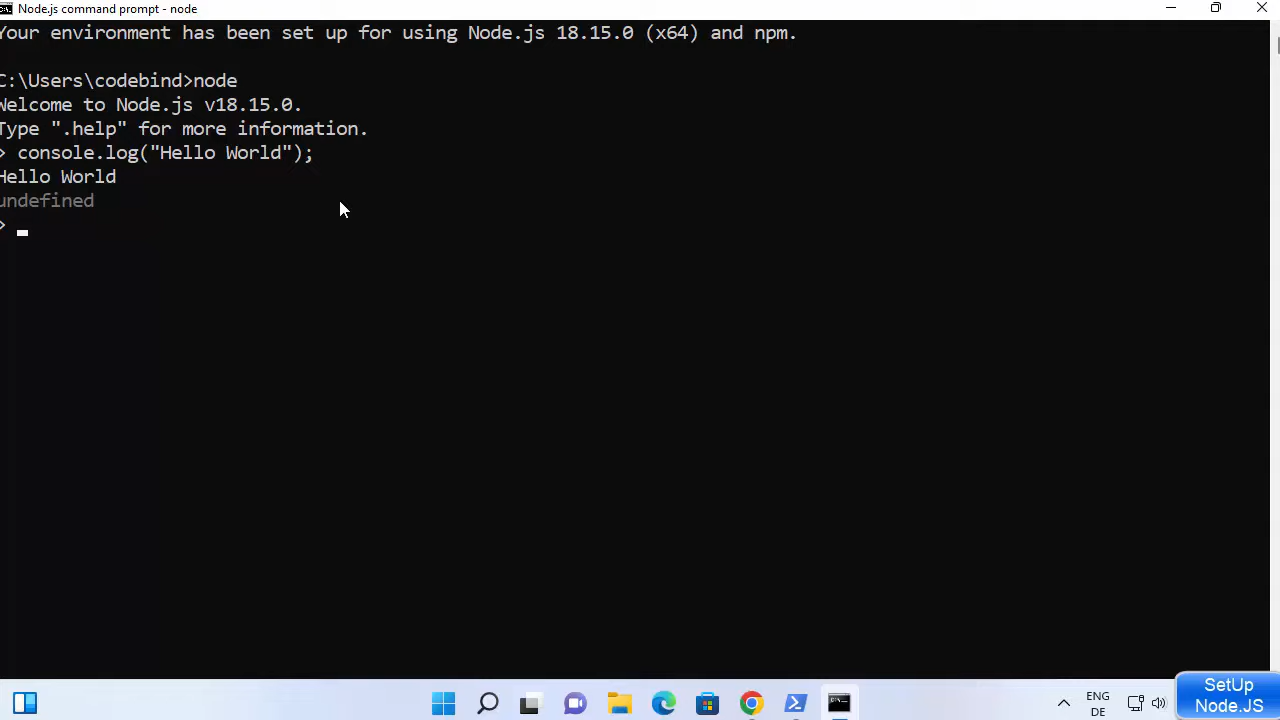 Node.js command prompt - node
Your environment has been set up for using Node.js 18.15.0 (x64) and npm.
C:\Users\codebind>node
Welcome to Node.js v18.15.0.
Type ".help" for more information.
> console.log("Hello World");
Hello World
undefined
>
ENG
DE
SetUp
Node.JS